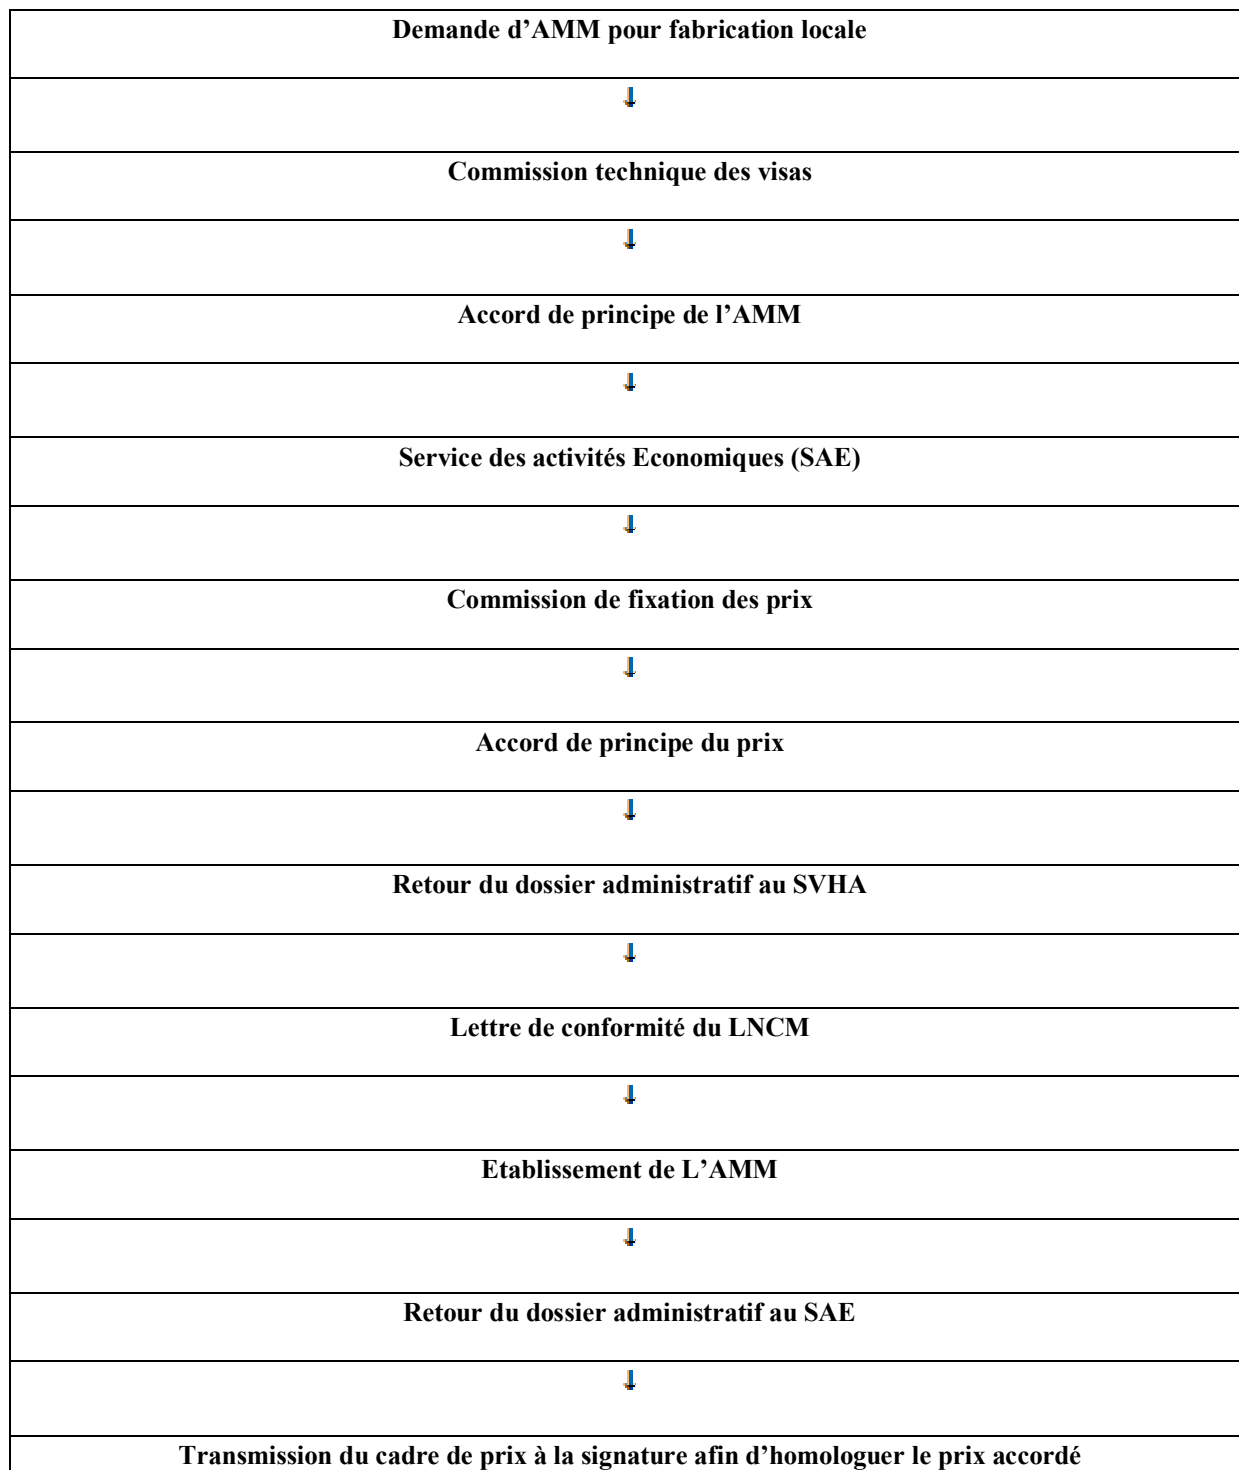 Demande d’AMM pour fabrication locale
Commission technique des visas
Accord de principe de l’AMM
Service des activités Economiques (SAE)
Commission de fixation des prix
Accord de principe du prix
Retour du dossier administratif au SVHA
Lettre de conformité du LNCM
Etablissement de L’AMM
Retour du dossier administratif au SAE
Transmission du cadre de prix à la signature afin d’homologuer le prix accordé